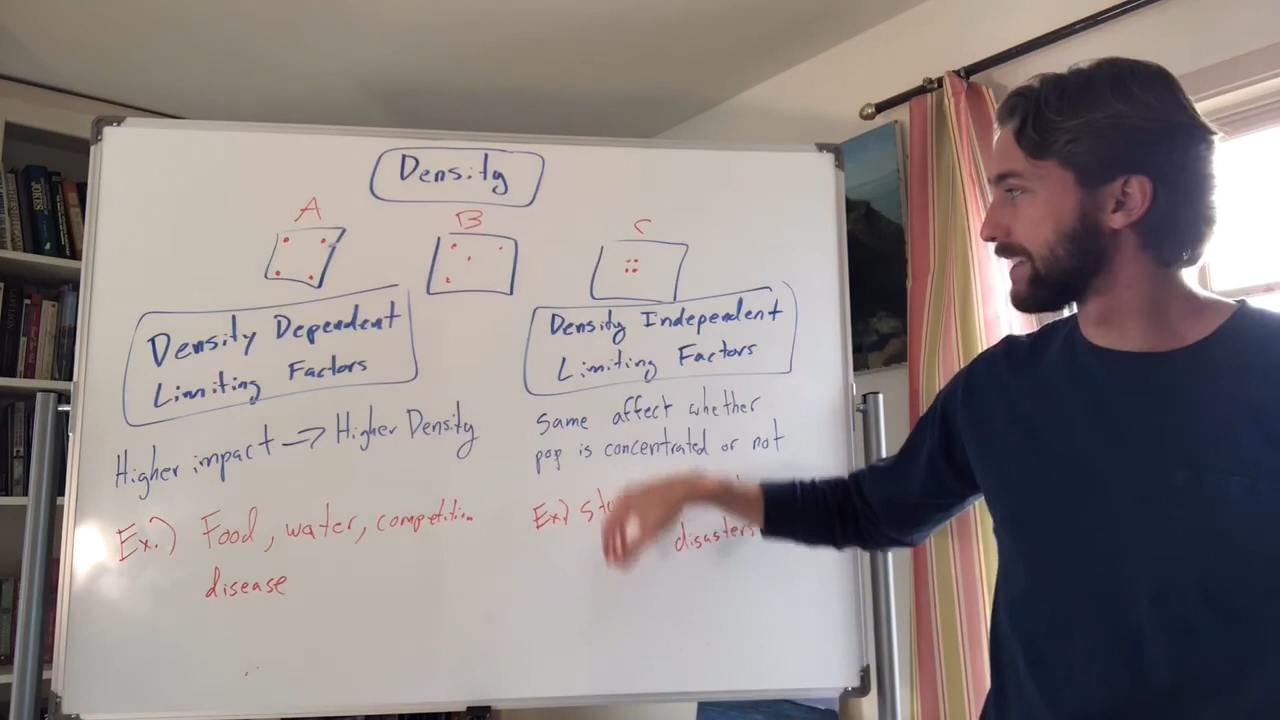 Density
A B C
Density Dependent
Limiting Factors
Higher impact => Higher Density
Ex.) Food, water, competition
disease
Density Independent
Limiting Factors
Same affect whether
pop is concentrated or not
Ex)
disasters
JOKES